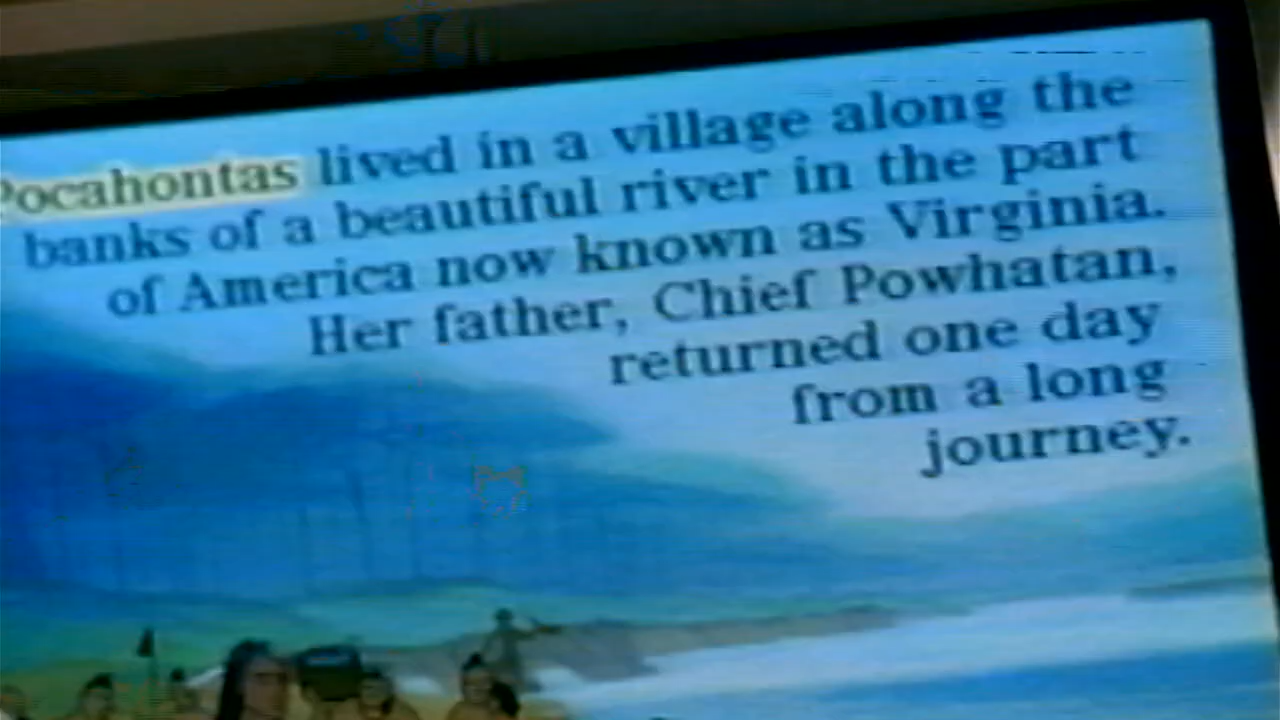 Pocahontas lived in a village along the
banks of a beautiful river in the part
of America now known as Virginia.
Her father, Chief Powhatan,
returned one day
from a long
journey.